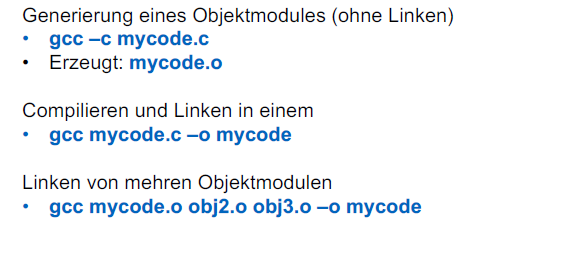 Generierung eines Objektmodules (ohne Linken)
• gcc –c mycode.c
• Erzeugt: mycode.o
Compilieren und Linken in einem
• gcc mycode.c –o mycode
Linken von mehren Objektmodulen
• gcc mycode.o obj2.o obj3.o –o mycode